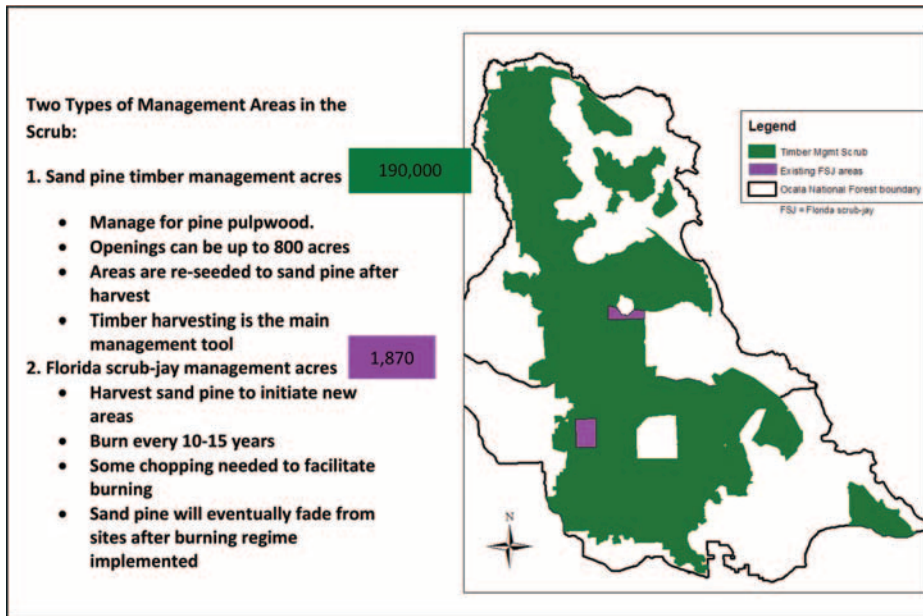 Two Types of Management Areas in the
Scrub:
1. Sand pine timber management acres 190,000
• Manage for pine pulpwood.
• Openings can be up to 800 acres
• Areas are re-seeded to sand pine after
harvest
• Timber harvesting is the main
management tool
2. Florida scrub-jay management acres 1,870
• Harvest sand pine to initiate new
areas
• Burn every 10-15 years
• Some chopping needed to facilitate
burning
• Sand pine will eventually fade from
sites after burning regime
implemented
Legend
Timber Mgmt Scrub
Existing FSJ areas
Ocala National Forest boundary
FSJ = Florida scrub-jay
N